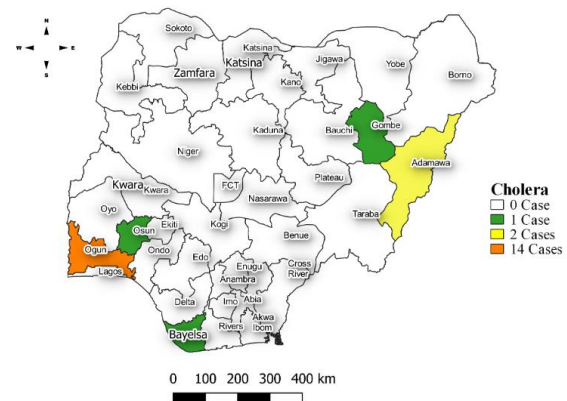 N
W E
S
Sokoto
Katsina
Katsina
Zamfara
Jigawa
Yobe
Borno
Kebbi
Kano
Kaduna
Bauchi
Gombe
Niger
Adamawa
Plateau
Kwara
Kwara
FCT
Nasarawa
Taraba
Oyo
Osun
Ekiti
Kogi
Benue
Ogun
Ondo
Lagos
Edo
Enugu
Cross
River
Anambra
Delta
Imo
Abia
Bayelsa
Rivers
Akwa
Ibom
Cholera
0 Case
1 Case
2 Cases
14 Cases
0 100 200 300 400 km